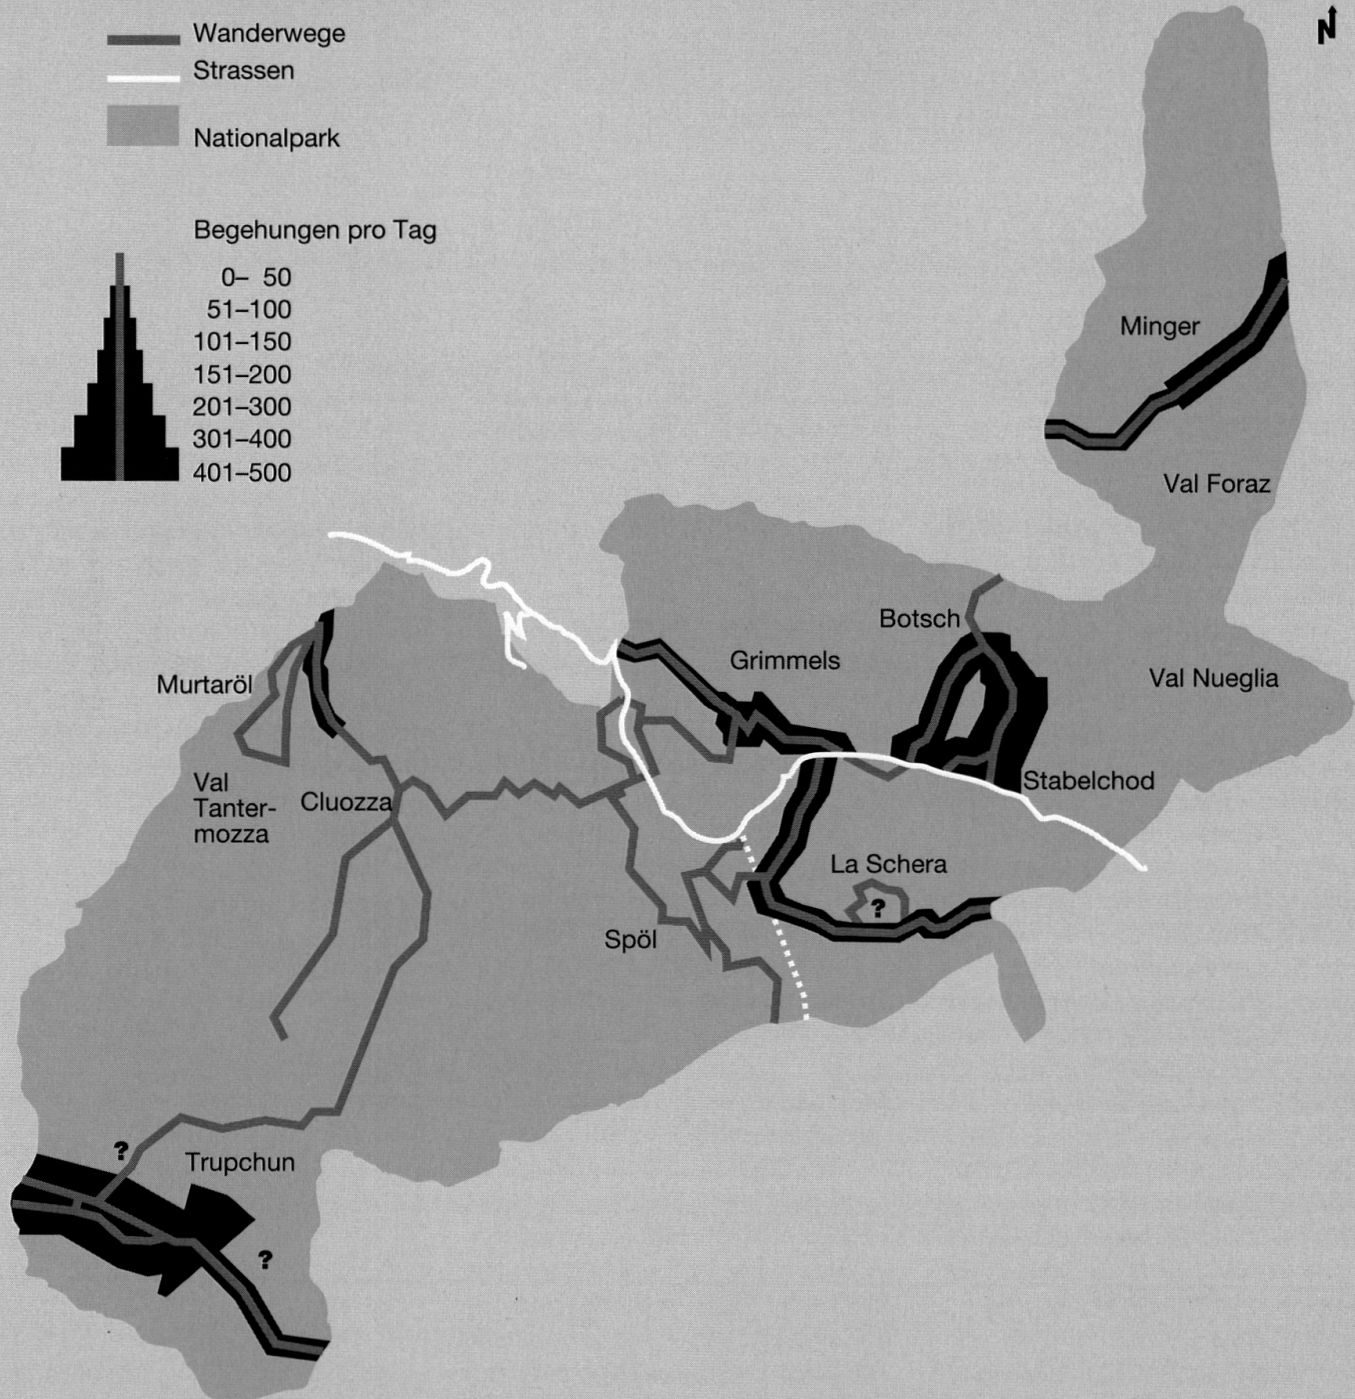 Wanderwege
Strassen
Nationalpark
N
Begehungen pro Tag
0– 50
51–100
101–150
151–200
201–300
301–400
401–500
Minger
Val Foraz
Botsch
Grimmels
Val Nueglia
Murtaröl
Stabelchod
Val
Tanter-
mozza
Cluozza
La Schera
?
Spöl
?
Trupchun
?